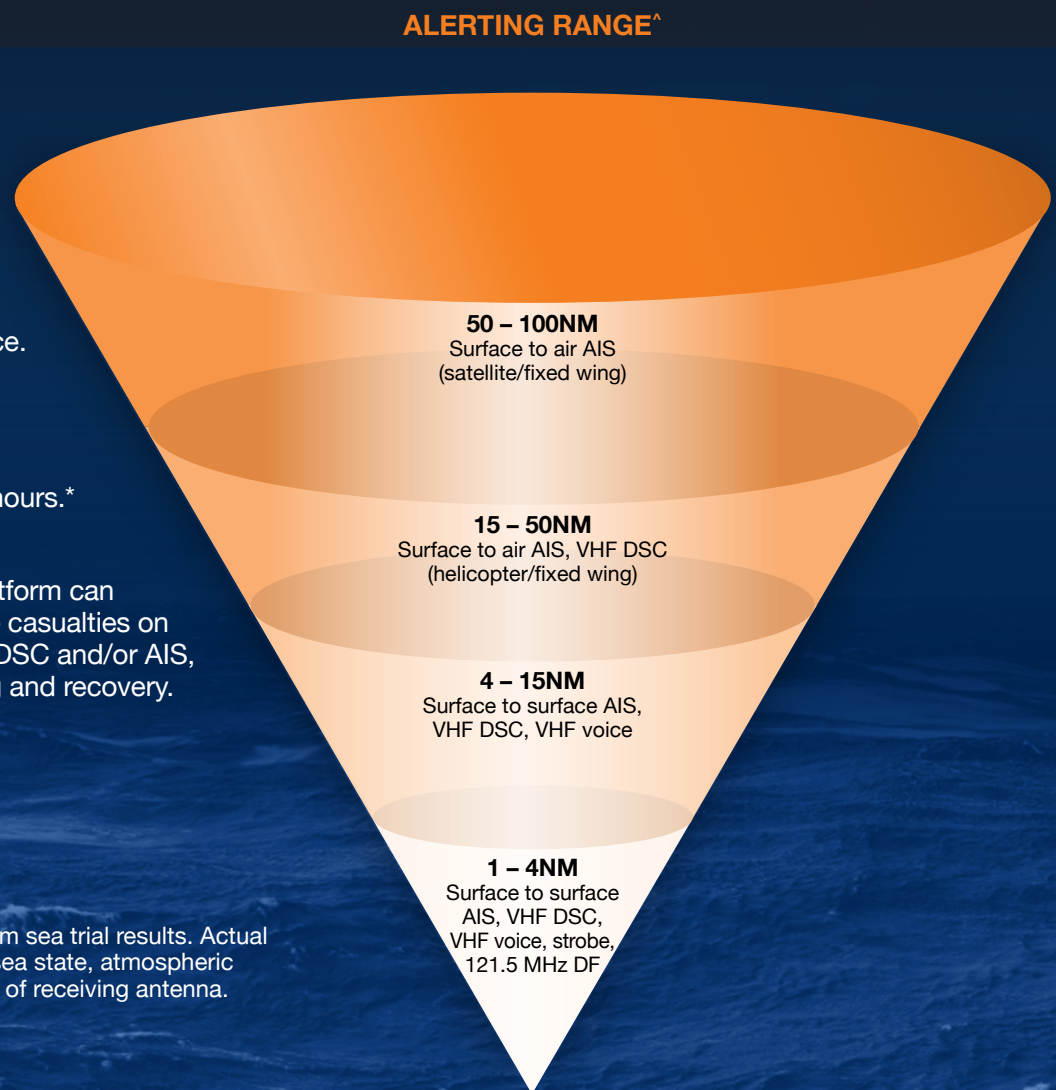 ALERTING RANGE^
50 – 100NM
Surface to air AIS
(satellite/fixed wing)
ce.
hours.*
15 – 50NM
Surface to air AIS, VHF DSC
(helicopter/fixed wing)
tform can
casualties on
DSC and/or AIS,
and recovery.
4 – 15NM
Surface to surface AIS,
VHF DSC, VHF voice
1 – 4NM
Surface to surface
AIS, VHF DSC,
VHF voice, strobe,
121.5 MHz DF
m sea trial results. Actual
sea state, atmospheric
of receiving antenna.